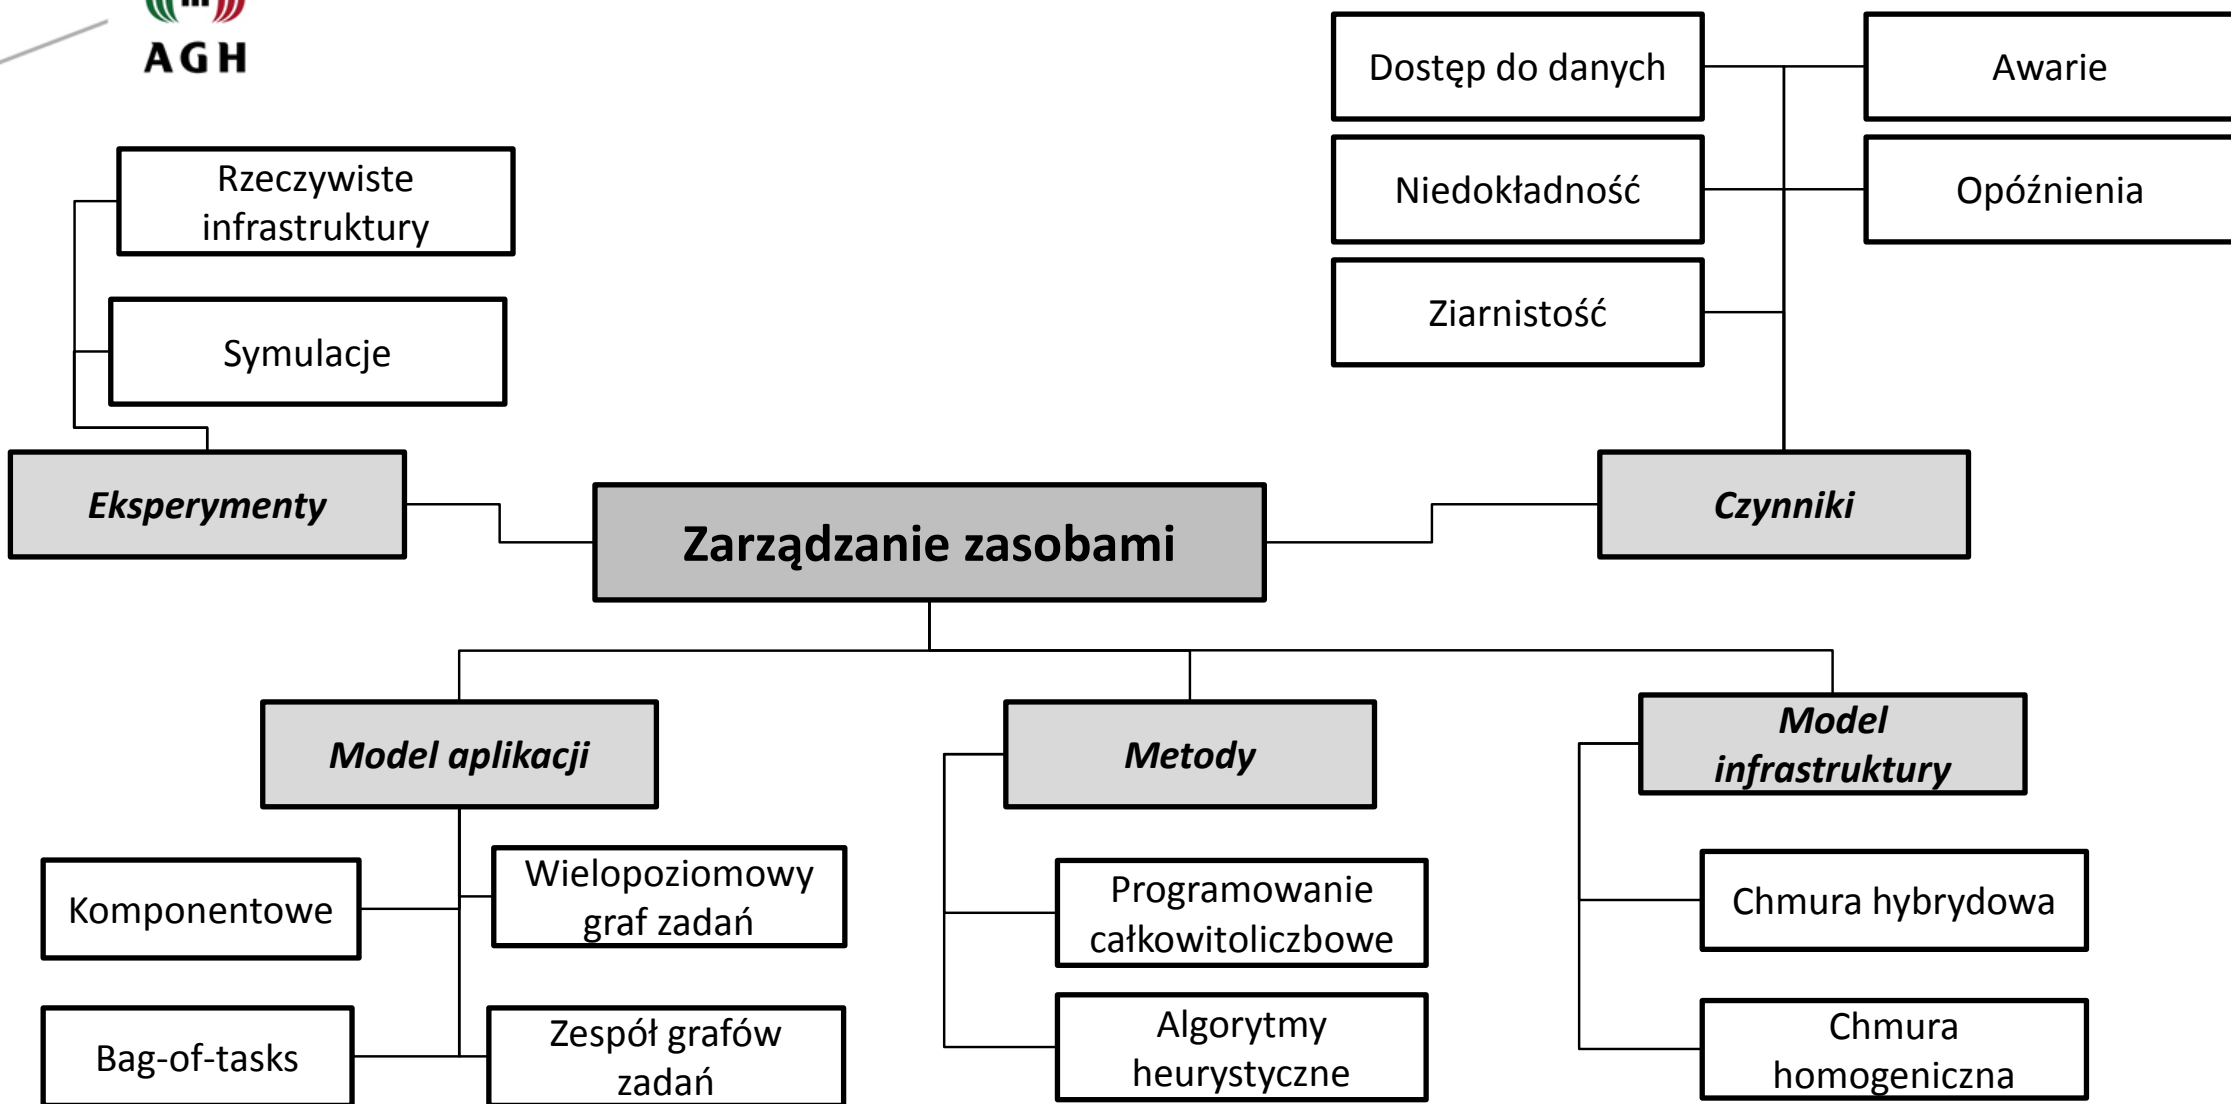 AGH
Dostęp do danych
Awarie
Niedokładność
Opóźnienia
Ziarnistość
Rzeczywiste
infrastruktury
Symulacje
Eksperymenty
Zarządzanie zasobami
Czynniki
Model aplikacji
Metody
Model
infrastruktury
Komponentowe
Wielopoziomowy
graf zadań
Bag-of-tasks
Zespół grafów
zadań
Programowanie
całkowitoliczbowe
Algorytmy
heurystyczne
Chmura hybrydowa
Chmura
homogeniczna